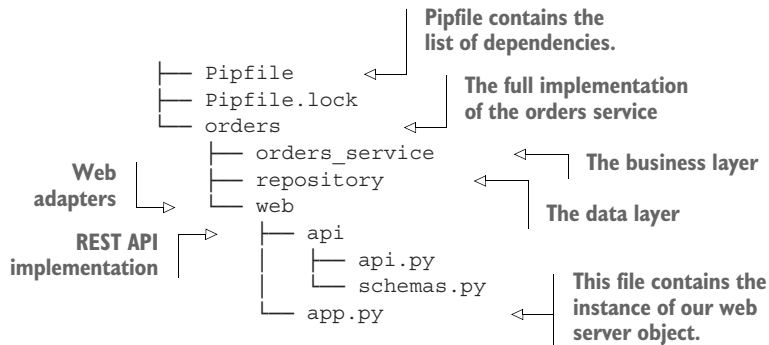 Pipfile contains the
list of dependencies.
├── Pipfile
The full implementation
of the orders service
├── Pipfile.lock
└── orders
├── orders_service
The business layer
Web
adapters
├── repository
The data layer
└── web
REST API
implementation
├── api
│   ├── api.py
│   └── schemas.py
This file contains the
instance of our web
server object.
└── app.py